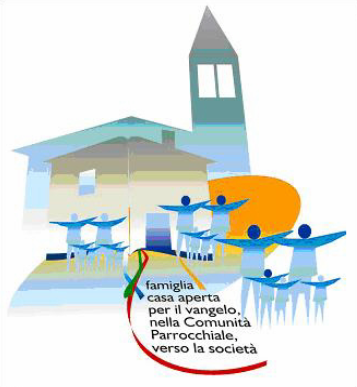 famiglia
casa aperta
per il vangelo,
nella Comunità
Parrocchiale,
verso la società